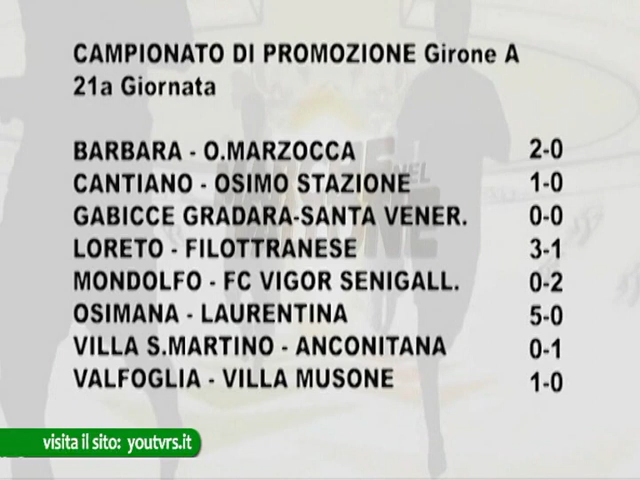 CAMPIONATO DI PROMOZIONE Girone A
21a Giornata
BARBARA - O.MARZOCCA 2-0
CANTIANO - OSIMO STAZIONE 1-0
GABICCE GRADARA-SANTA VENER. 0-0
LORETO - FILOTTRANESE 3-1
MONDOLFO - FC VIGOR SENIGALL. 0-2
OSIMANA - LAURENTINA 5-0
VILLA S.MARTINO - ANCONITANA 0-1
VALFOGLIA - VILLA MUSONE 1-0
visita il sito: youtvrs.it